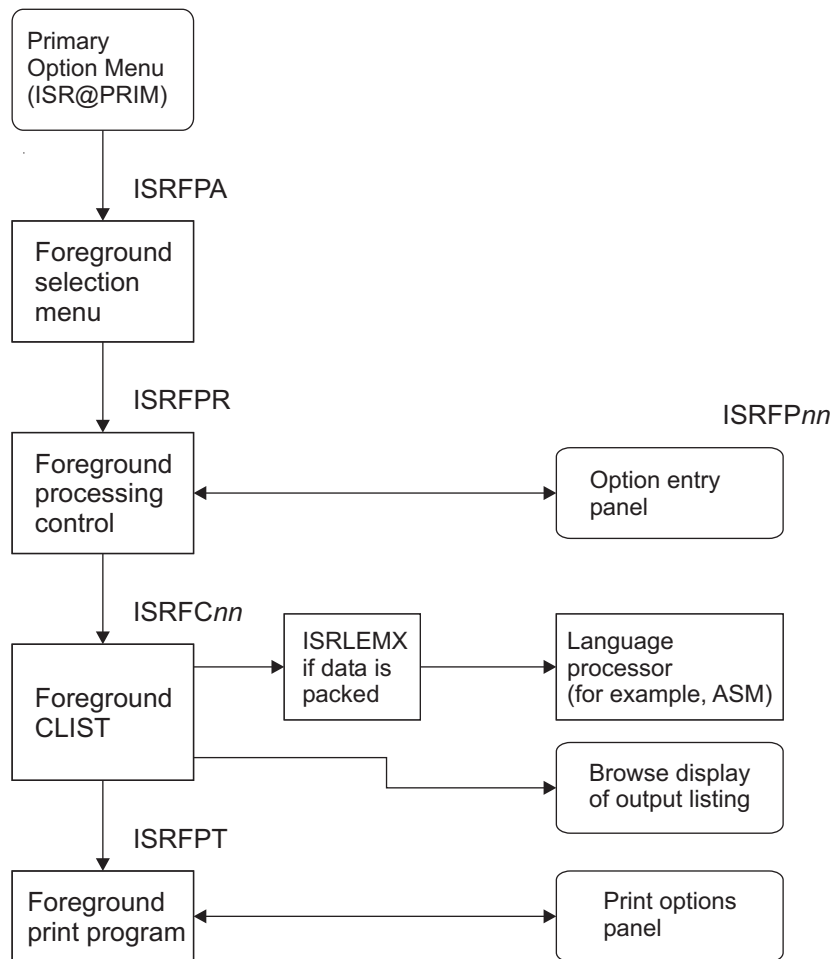 Primary
Option Menu
(ISR@PRIM)
ISRFPA
Foreground
selection
menu
ISRFPR
ISRFPnn
Foreground
processing
control
Option entry
panel
ISRFCnn
Foreground
CLIST
ISRLEMX
if data is
packed
Language
processor
(for example, ASM)
Browse display
of output listing
ISRFPT
Foreground
print program
Print options
panel